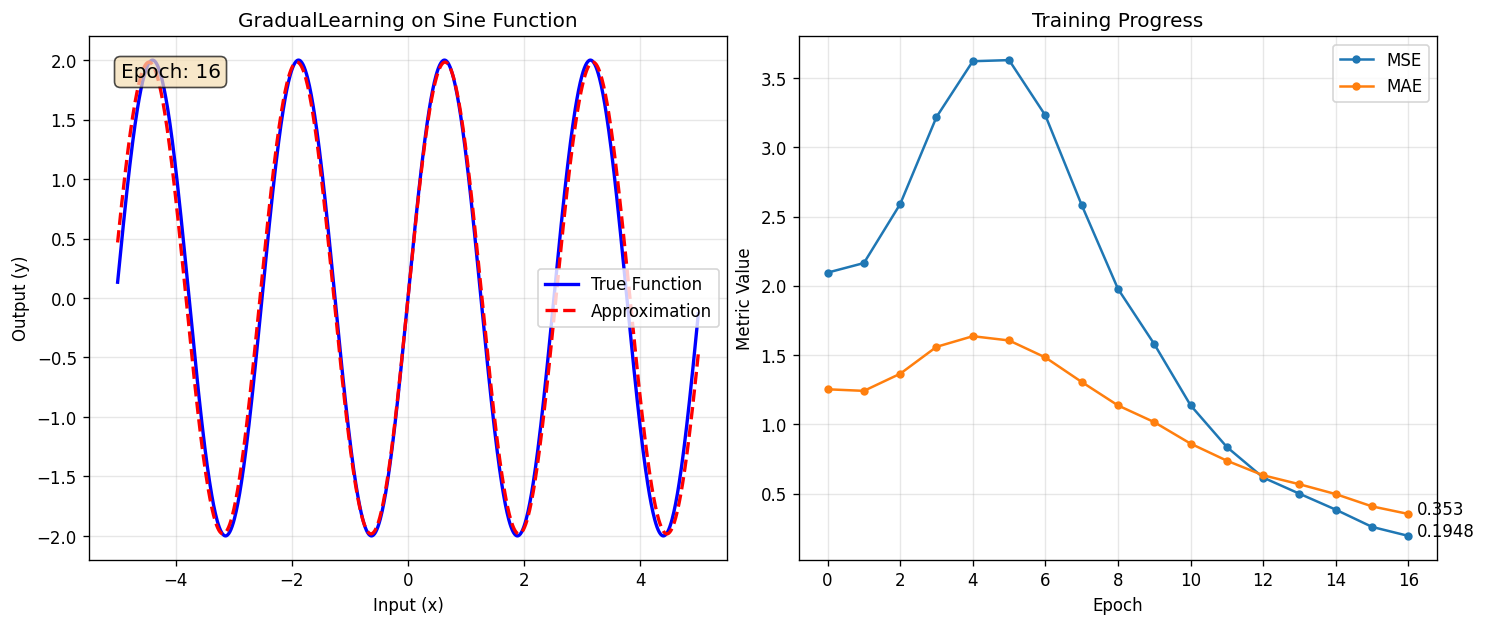 GradualLearning on Sine Function
Epoch: 16
2.0
1.5
1.0
0.5
0.0
−0.5
−1.0
−1.5
−2.0
Output (y)
True Function
Approximation
−4
−2
0
2
4
Input (x)
Training Progress
MSE
MAE
3.5
3.0
2.5
2.0
1.5
1.0
0.5
Metric Value
0.353
0.1948
0
2
4
6
8
10
12
14
16
Epoch